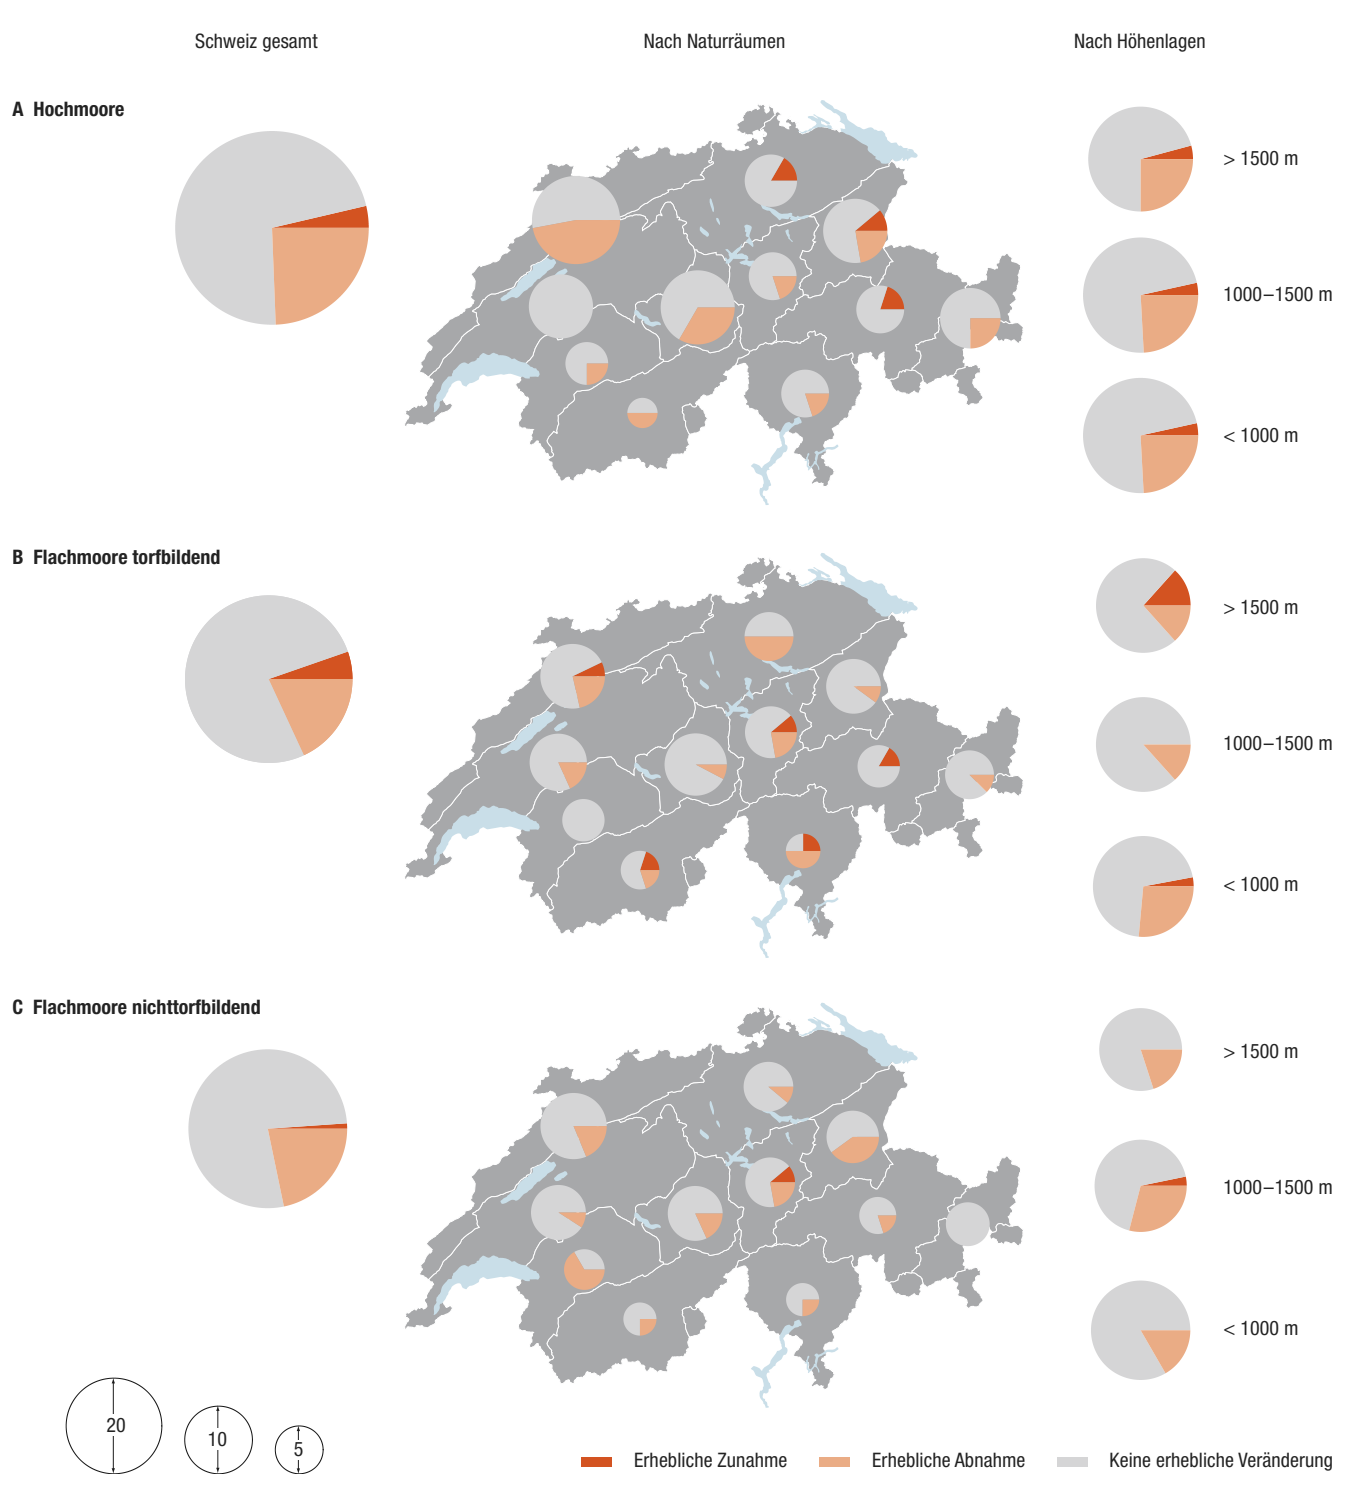 Schweiz gesamt
Nach Naturräumen
Nach Höhenlagen
A Hochmoore
> 1500 m
1000–1500 m
< 1000 m
B Flachmoore torfbildend
> 1500 m
1000–1500 m
< 1000 m
C Flachmoore nichttorfbildend
> 1500 m
1000–1500 m
< 1000 m
20
10
5
Erhebliche Zunahme
Erhebliche Abnahme
Keine erhebliche Veränderung